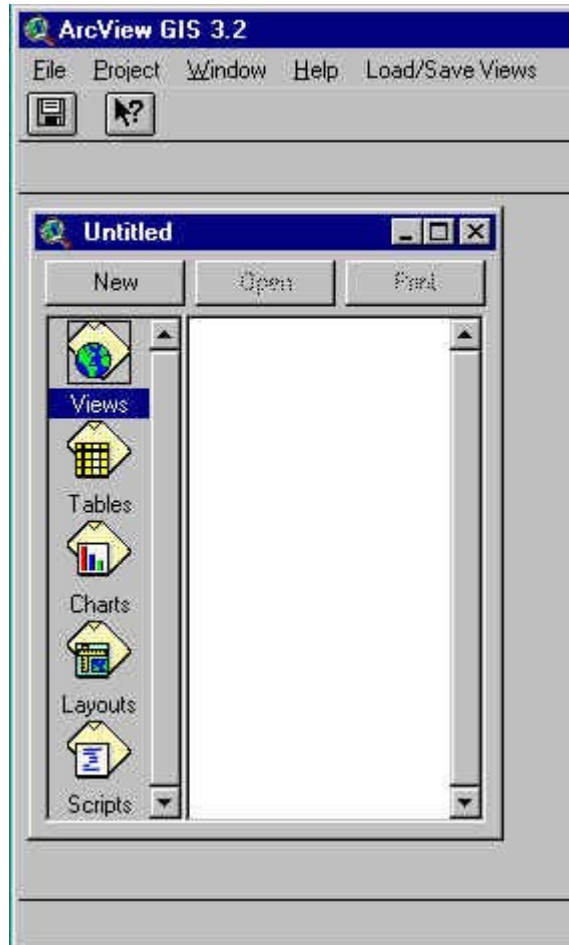 ArcView GIS 3.2
File Project Window Help Load/Save Views
Untitled
New Open Print
Views
Tables
Charts
Layouts
Scripts